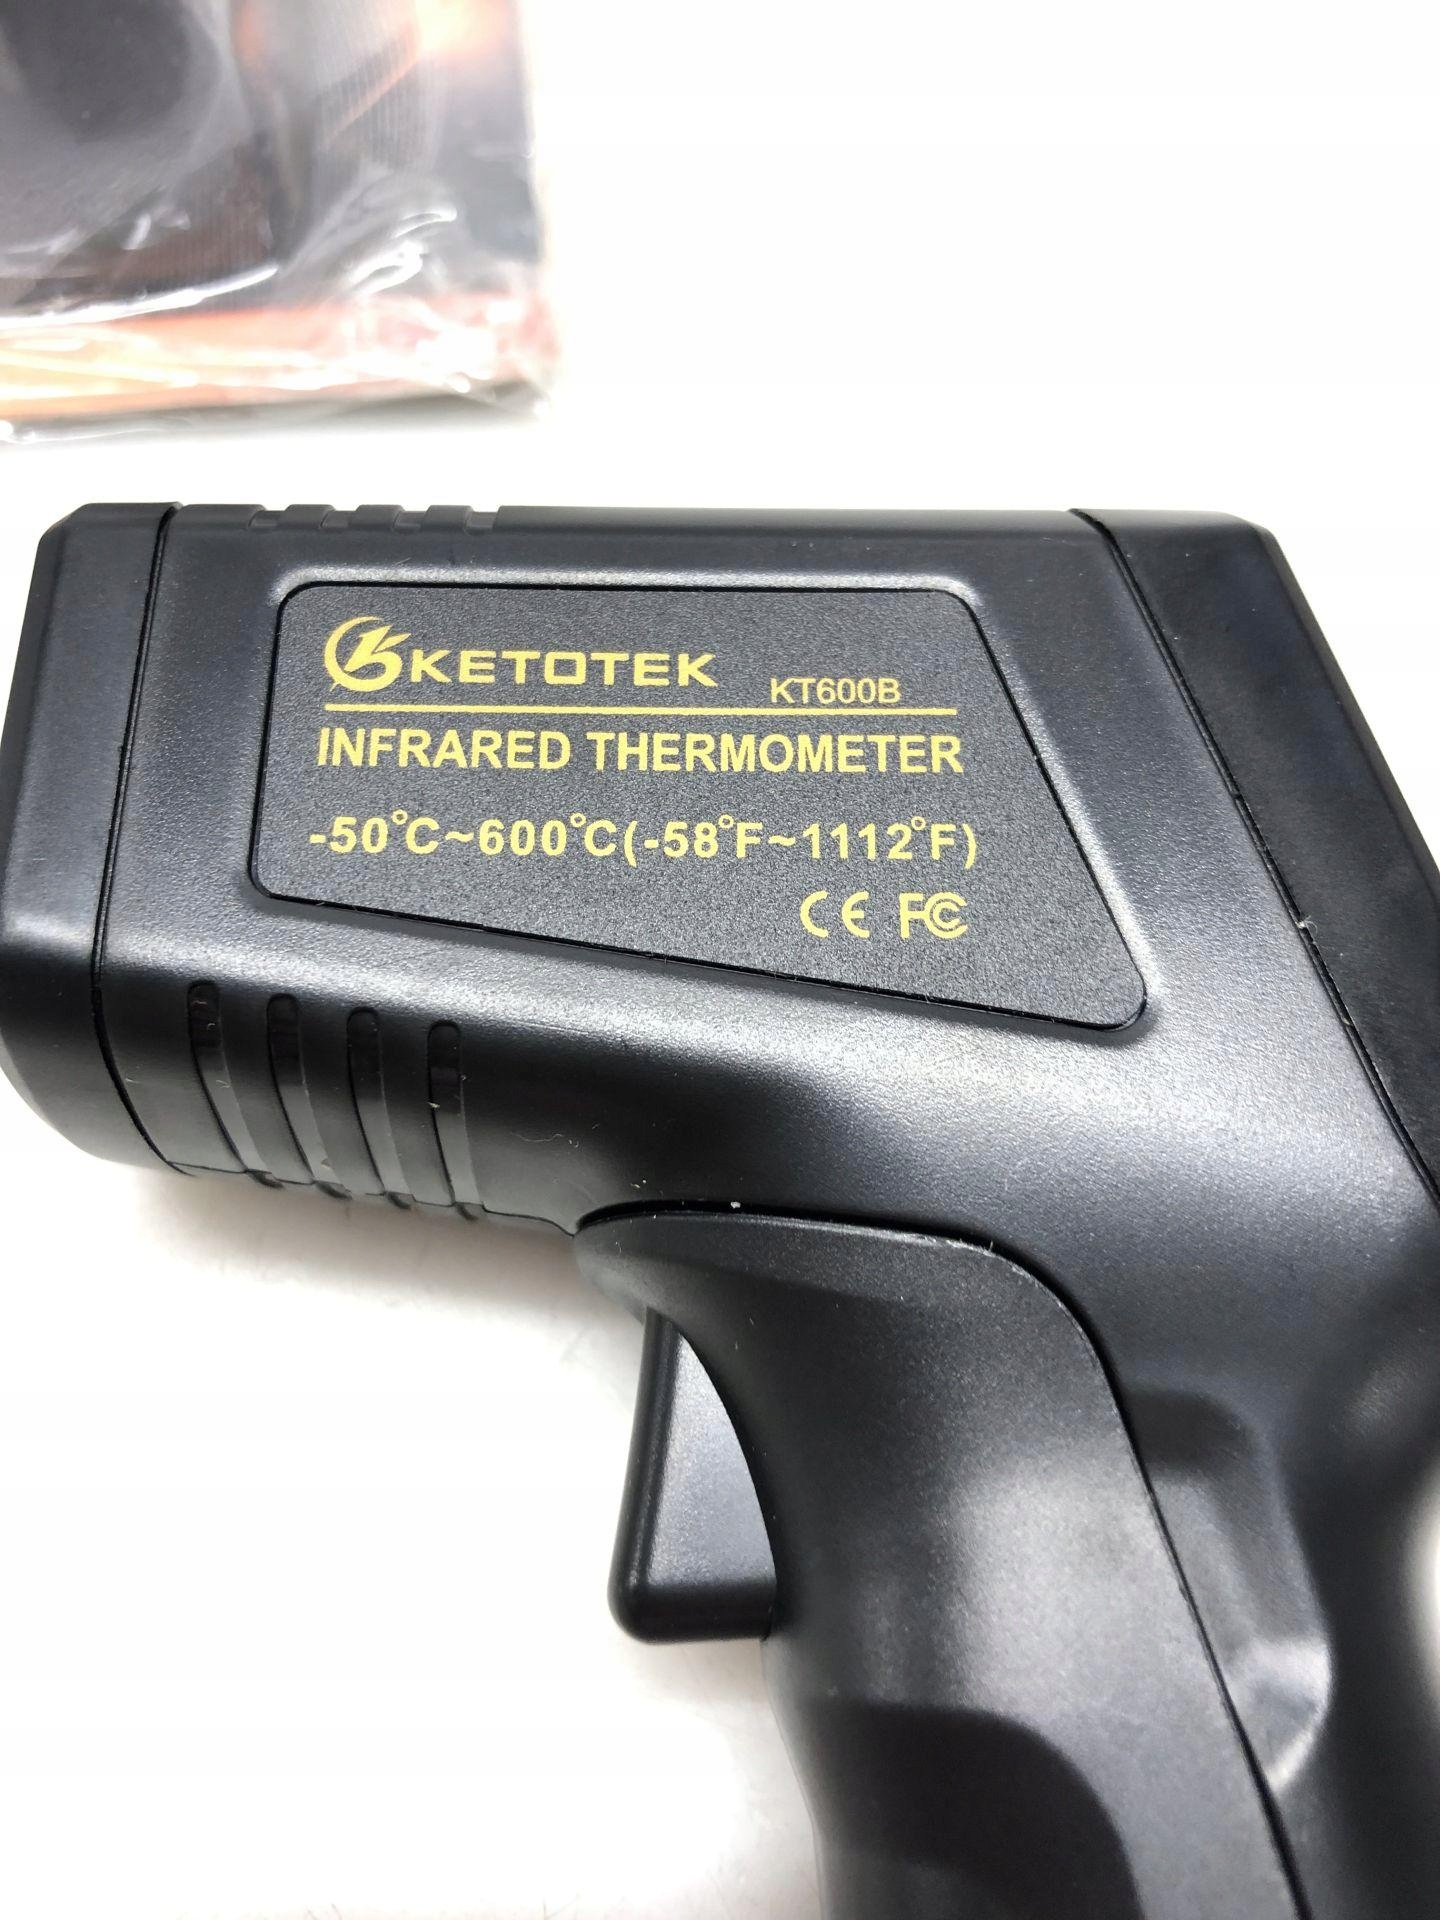 KETOTEK KT600B
INFRARED THERMOMETER
-50°C~600°C(-58°F~1112°F)
CE FC